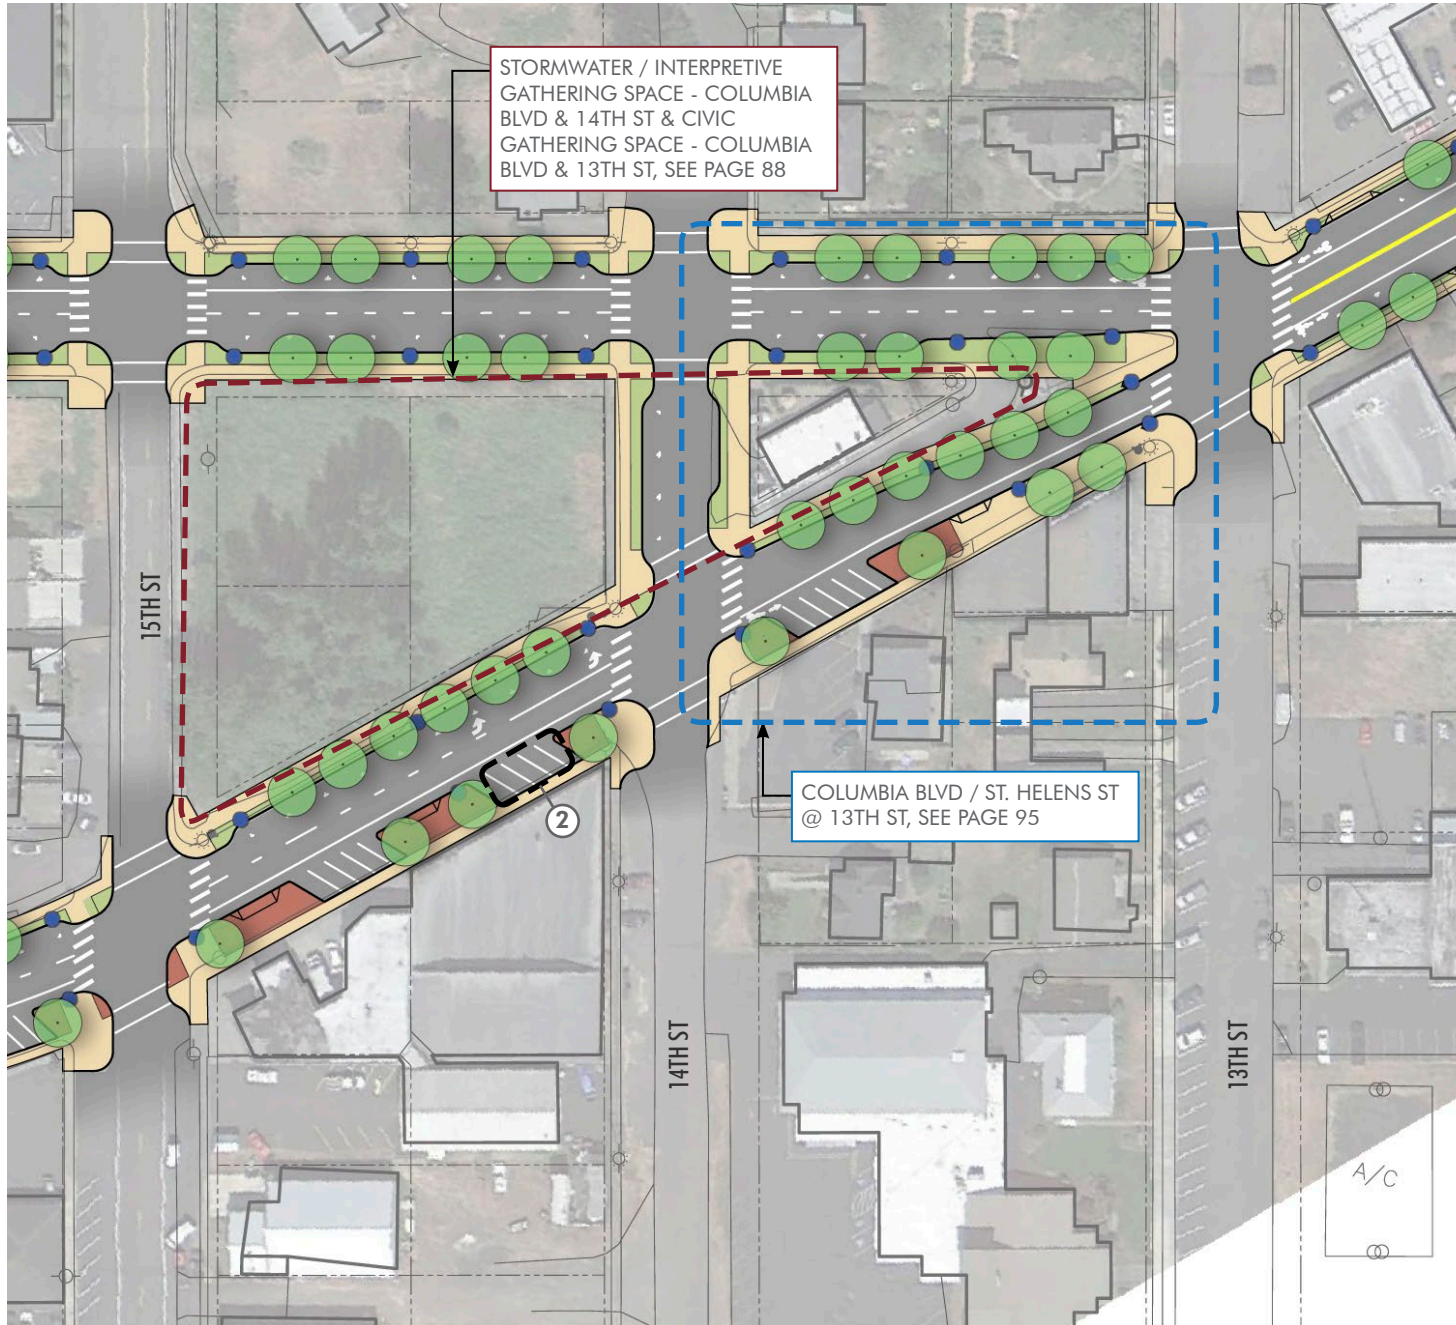 STORMWATER / INTERPRETIVE
GATHERING SPACE - COLUMBIA
BLVD & 14TH ST & CIVIC
GATHERING SPACE - COLUMBIA
BLVD & 13TH ST, SEE PAGE 88
15TH ST
COLUMBIA BLVD / ST. HELENS ST
@ 13TH ST, SEE PAGE 95
2
14TH ST
13TH ST
A/C